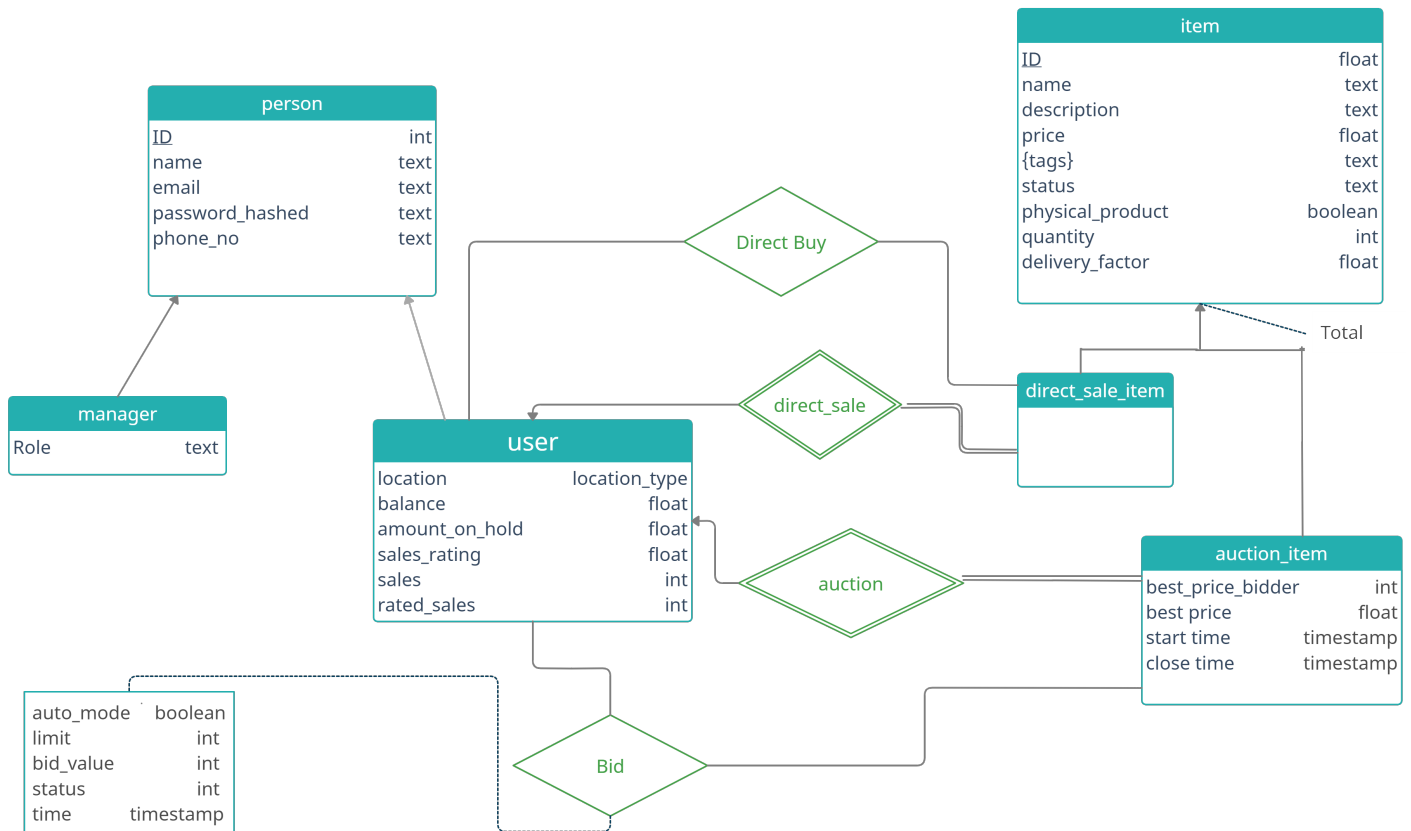 item
ID float
name text
description text
price float
{tags} text
status text
physical_product boolean
quantity int
delivery_factor float
person
ID int
name text
email text
password_hashed text
phone_no text
Direct Buy
Total
manager
Role text
direct_sale
direct_sale_item
user
location location_type
balance float
amount_on_hold float
sales_rating float
sales int
rated_sales int
auction
auction_item
best_price_bidder int
best price float
start time timestamp
close time timestamp
auto_mode boolean
limit int
bid_value int
status int
time timestamp
Bid